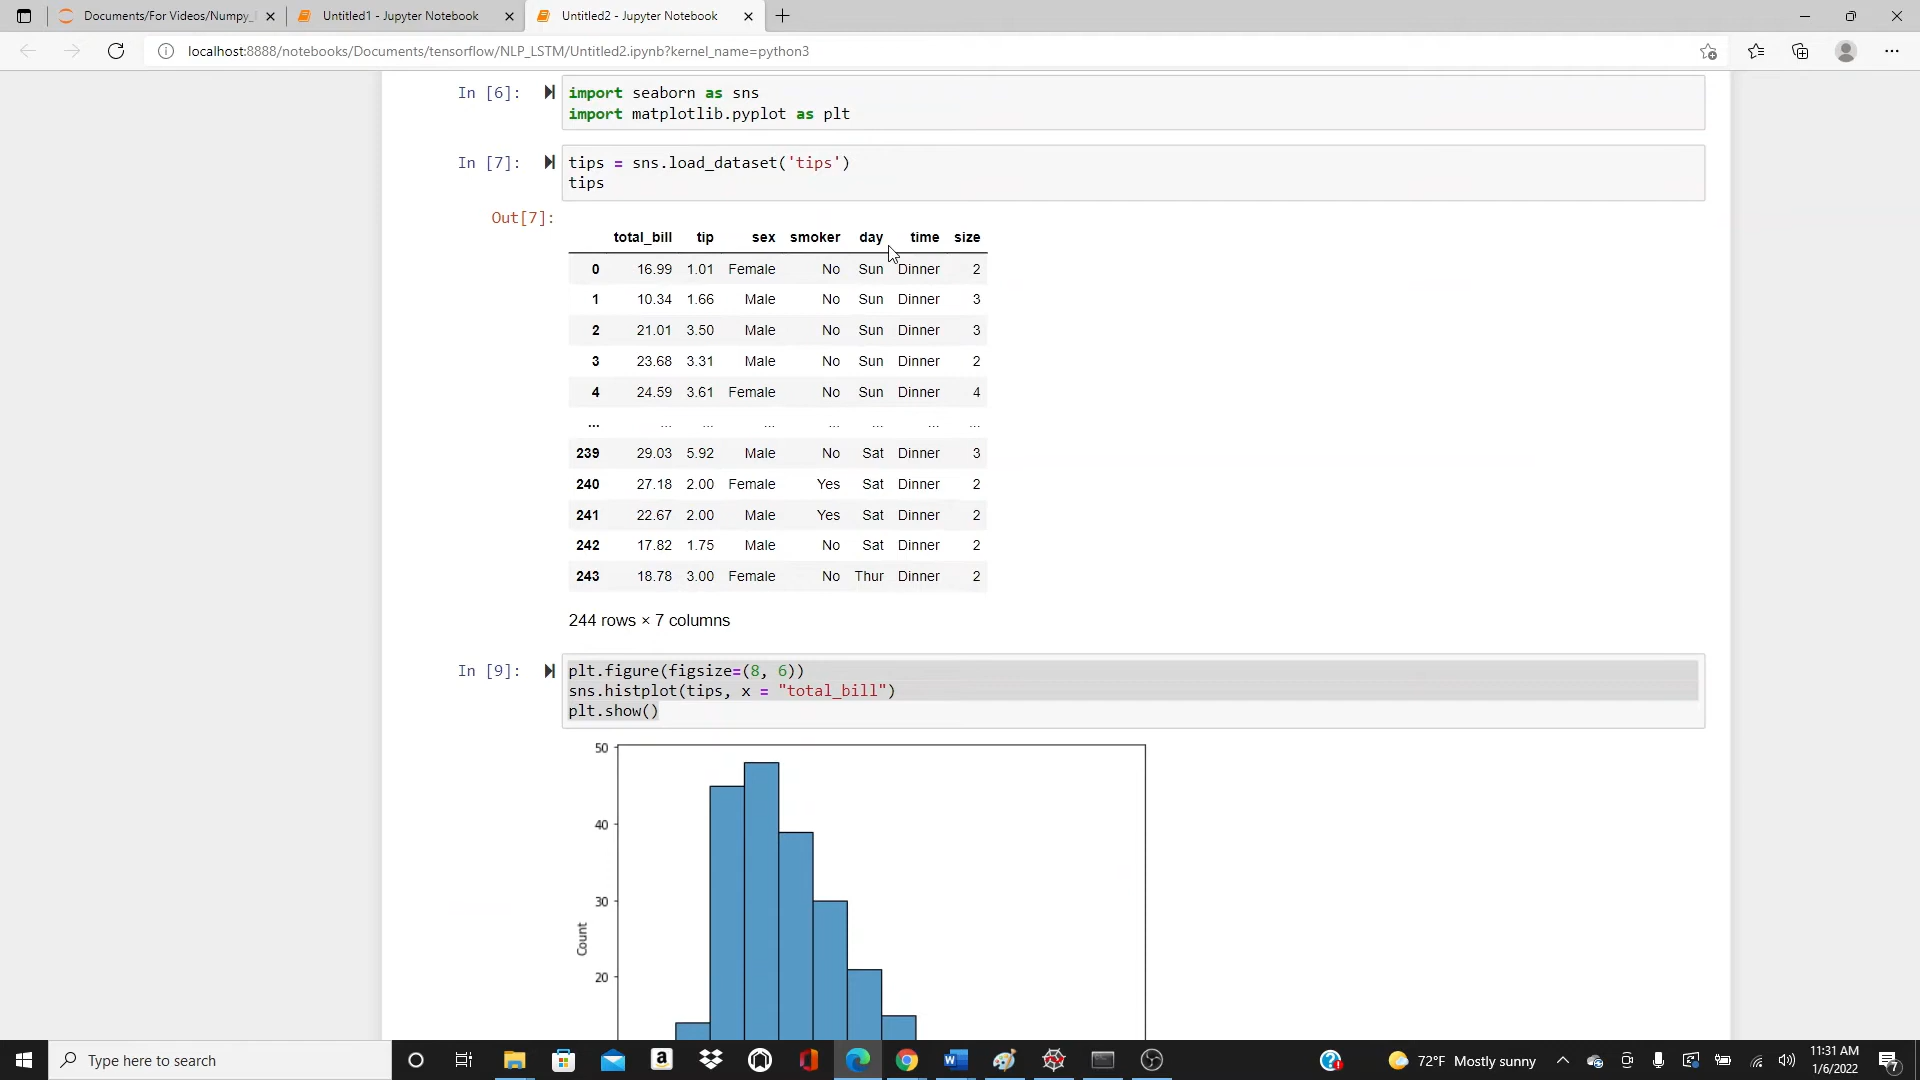 Documents/For Videos/Numpy_
Untitled1 - Jupyter Notebook
Untitled2 - Jupyter Notebook
localhost:8888/notebooks/Documents/tensorflow/NLP_LSTM/Untitled2.ipynb?kernel_name=python3
In [6]: import seaborn as sns
import matplotlib.pyplot as plt
In [7]: tips = sns.load_dataset('tips')
tips
Out[7]:
total_bill tip sex smoker day time size
0 16.99 1.01 Female No Sun Dinner 2
1 10.34 1.66 Male No Sun Dinner 3
2 21.01 3.50 Male No Sun Dinner 3
3 23.68 3.31 Male No Sun Dinner 2
4 24.59 3.61 Female No Sun Dinner 4
... ... ... ... ... ... ... ...
239 29.03 5.92 Male No Sat Dinner 3
240 27.18 2.00 Female Yes Sat Dinner 2
241 22.67 2.00 Male Yes Sat Dinner 2
242 17.82 1.75 Male No Sat Dinner 2
243 18.78 3.00 Female No Thur Dinner 2
244 rows × 7 columns
In [9]: plt.figure(figsize=(8, 6))
sns.histplot(tips, x = "total_bill")
plt.show()
50
40
30
20
Count
Type here to search
72°F Mostly sunny
11:31 AM
1/6/2022
7